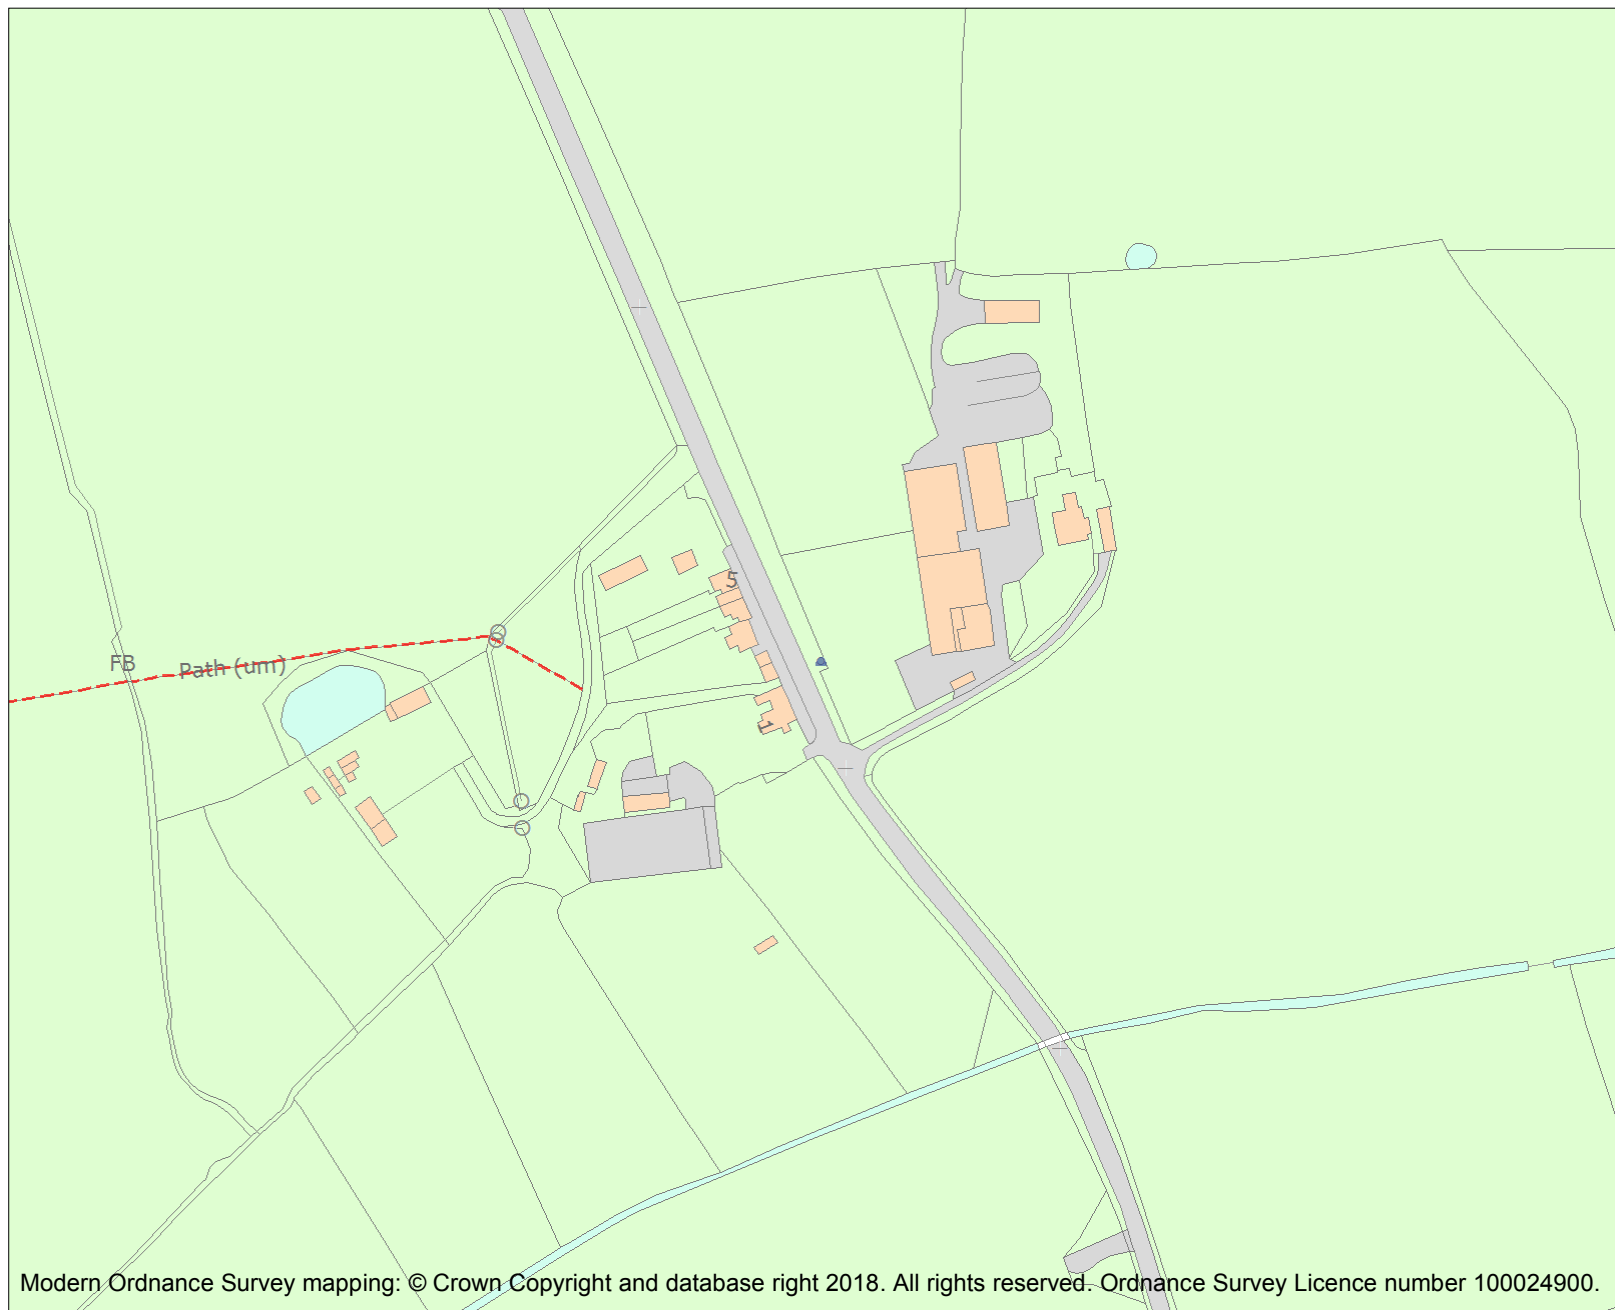 5
FB
Path (um)
1
Modern Ordnance Survey mapping: © Crown Copyright and database right 2018. All rights reserved. Ordnance Survey Licence number 100024900.